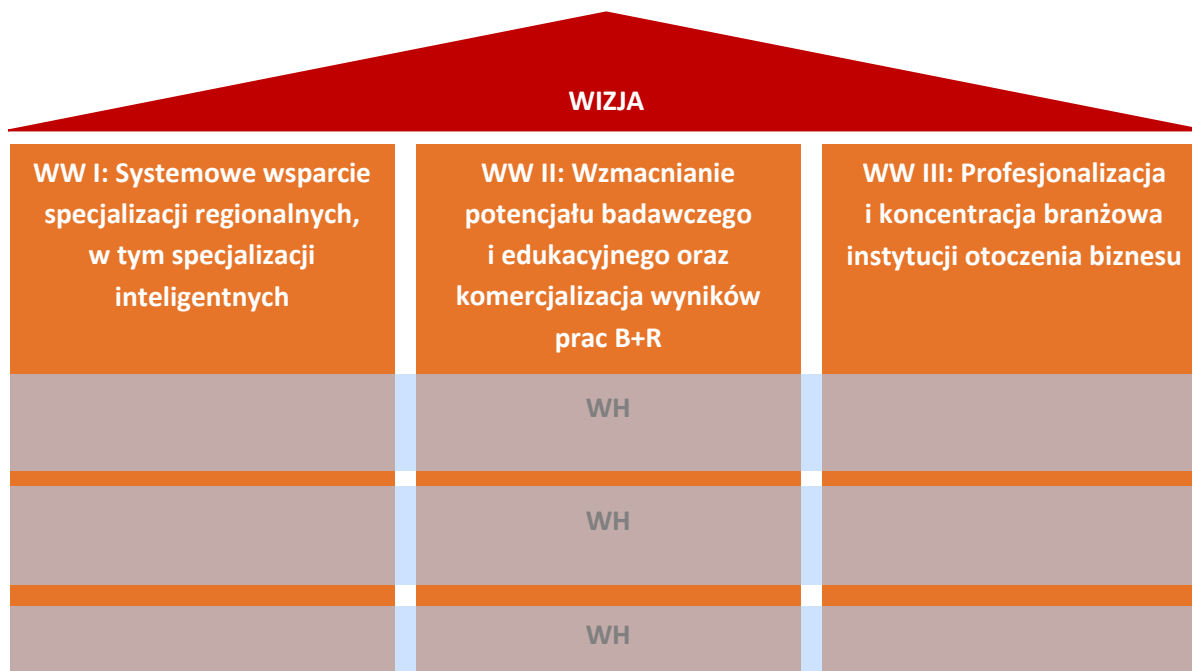 WIZJA
WW I: Systemowe wsparcie
specjalizacji regionalnych,
w tym specjalizacji
inteligentnych
WW II: Wzmacnianie
potencjału badawczego
i edukacyjnego oraz
komercjalizacja wyników
prac B+R
WW III: Profesjonalizacja
i koncentracja branżowa
instytucji otoczenia biznesu
WH
WH
WH